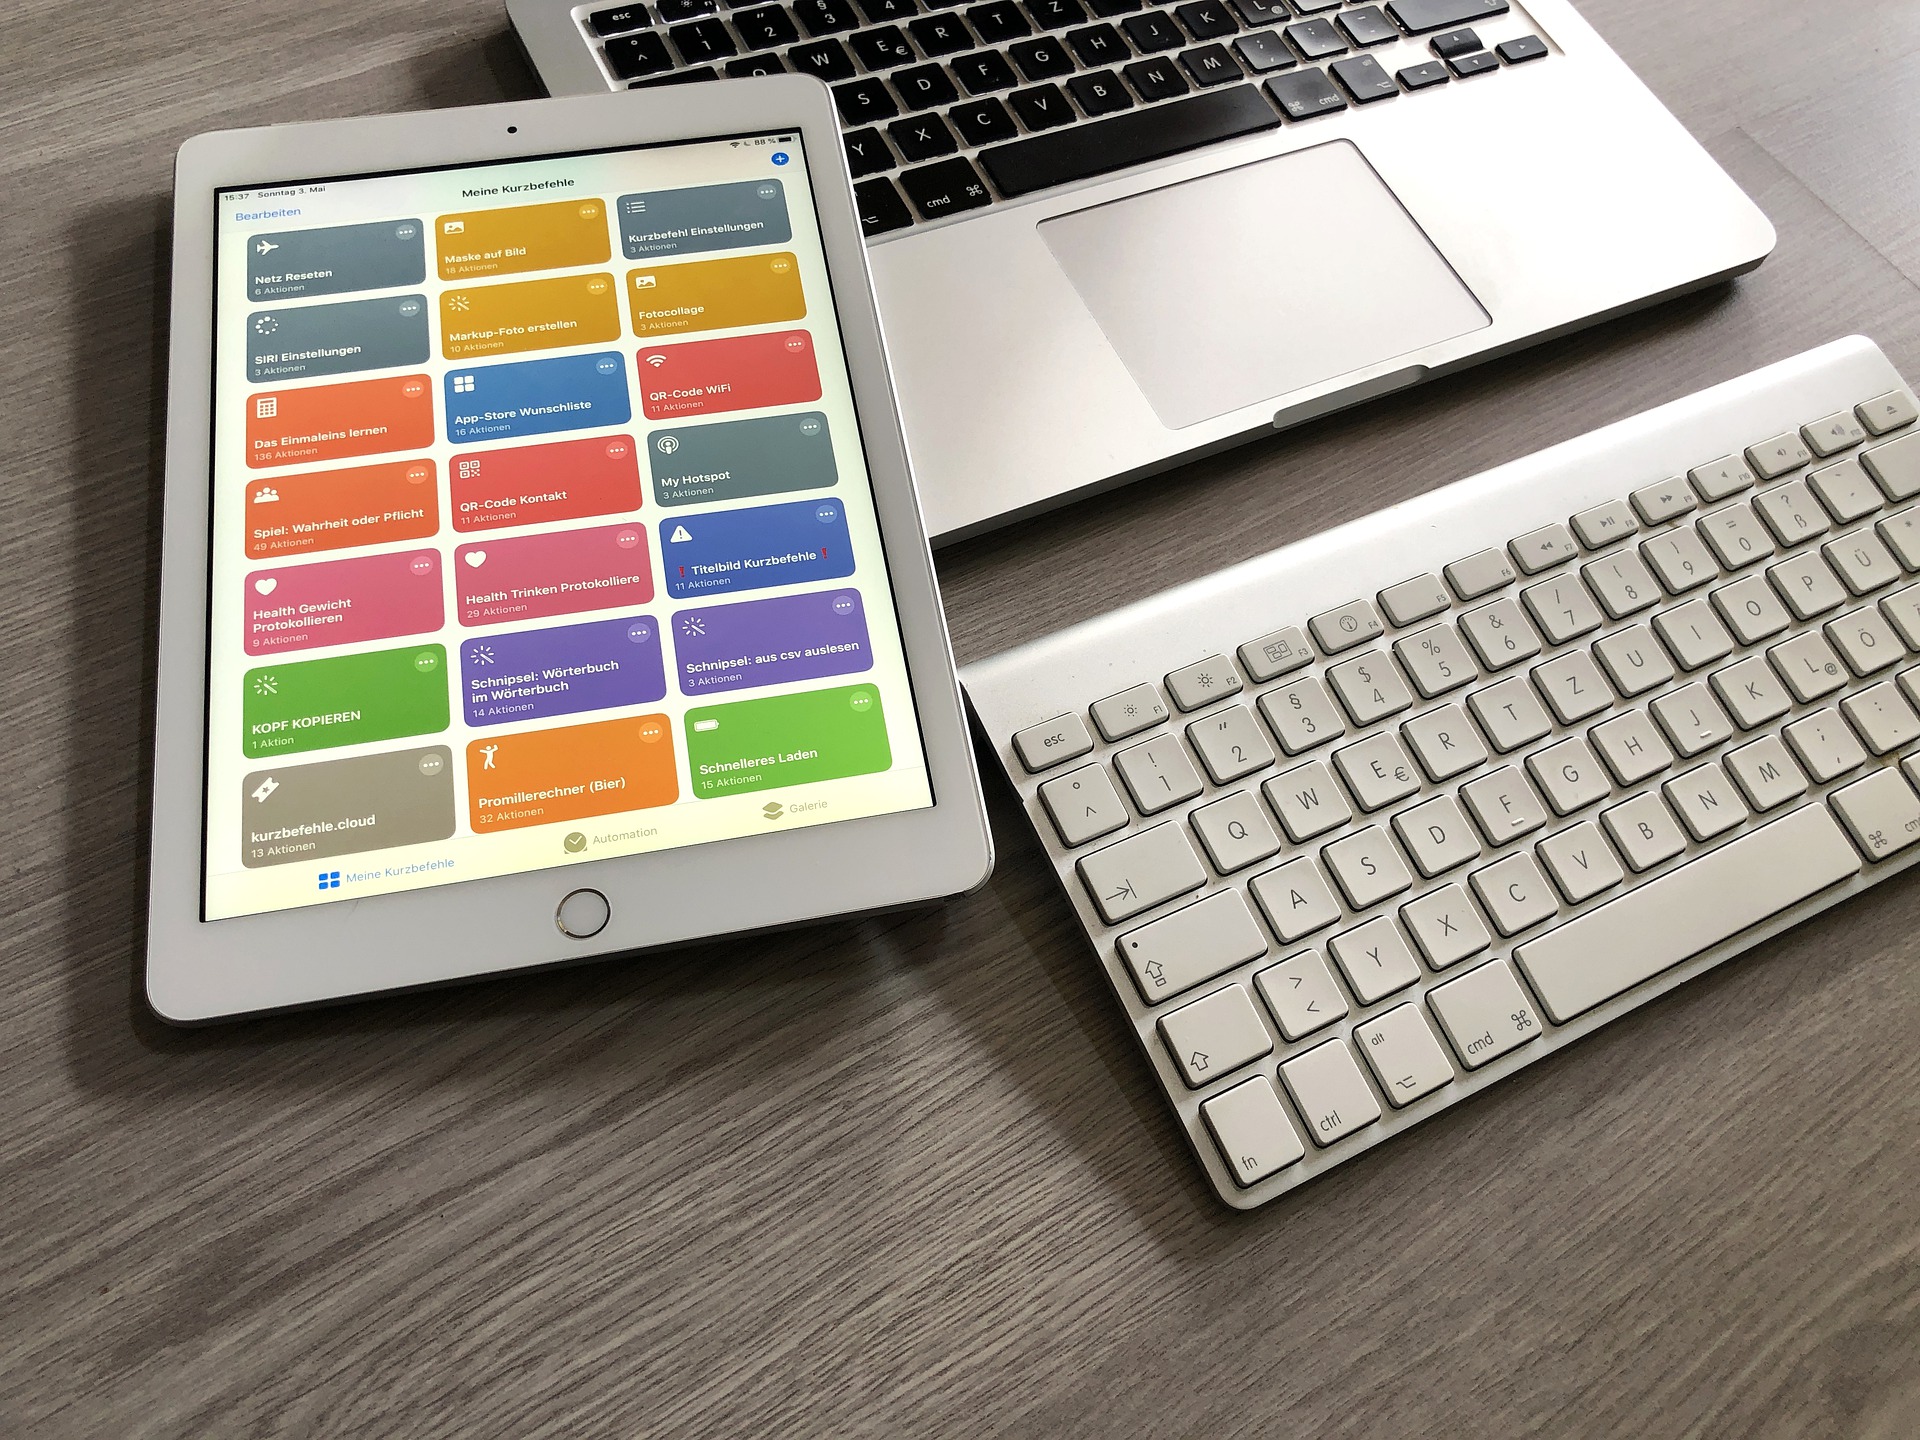 15:37 Sonntag 3. Mai
88 %
Bearbeiten
Meine Kurzbefehle
Netz Reseten
6 Aktionen
Maske auf Bild
18 Aktionen
Kurzbefehl Einstellungen
3 Aktionen
SIRI Einstellungen
3 Aktionen
Markup-Foto erstellen
10 Aktionen
Fotocollage
3 Aktionen
Das Einmaleins lernen
136 Aktionen
App-Store Wunschliste
16 Aktionen
QR-Code WiFi
11 Aktionen
Spiel: Wahrheit oder Pflicht
49 Aktionen
QR-Code Kontakt
11 Aktionen
My Hotspot
3 Aktionen
Health Gewicht
Protokollieren
9 Aktionen
Health Trinken Protokolliere
29 Aktionen
❗ Titelbild Kurzbefehle ❗
11 Aktionen
KOPF KOPIEREN
1 Aktion
Schnipsel: Wörterbuch
im Wörterbuch
14 Aktionen
Schnipsel: aus csv auslesen
3 Aktionen
kurzbefehle.cloud
13 Aktionen
Promillerechner (Bier)
32 Aktionen
Schnelleres Laden
15 Aktionen
Meine Kurzbefehle
Automation
Galerie
esc
° ^ ! 1 " 2 § 3 4
W E € R T Z
S D F G H J K L @
Y X C V B N M ; , : . _ -
cmd ⌘ ⌘ cmd
esc F1 F2 F3 F4 F5 F6 F7 F8 F9 F10 F11 F12
° ^ ! 1 " 2 § 3 $ 4 % 5 & 6 / 7 ( 8 ) 9 = 0 ? ß
Q W E € R T Z U I O P Ü
A S D F G H J K L @ Ö
> < Y X C V B N M ; :
fn ctrl alt cmd ⌘ ⌘